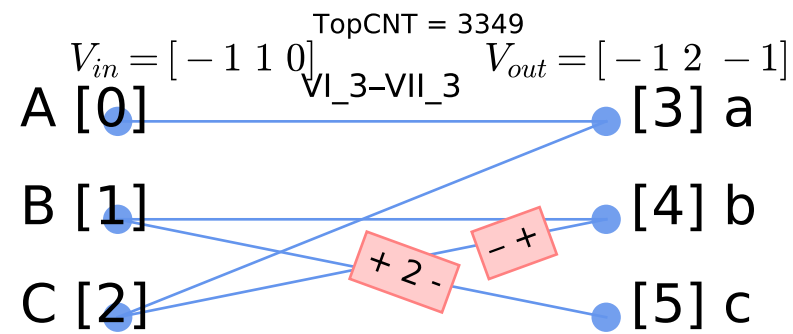 TopCNT = 3349
V_in = [ − 1 1 0] V_out = [ − 1 2 − 1]
VI_3–VII_3
A [0] [3] a
B [1] [4] b
− +
+ 2 -
C [2] [5] c